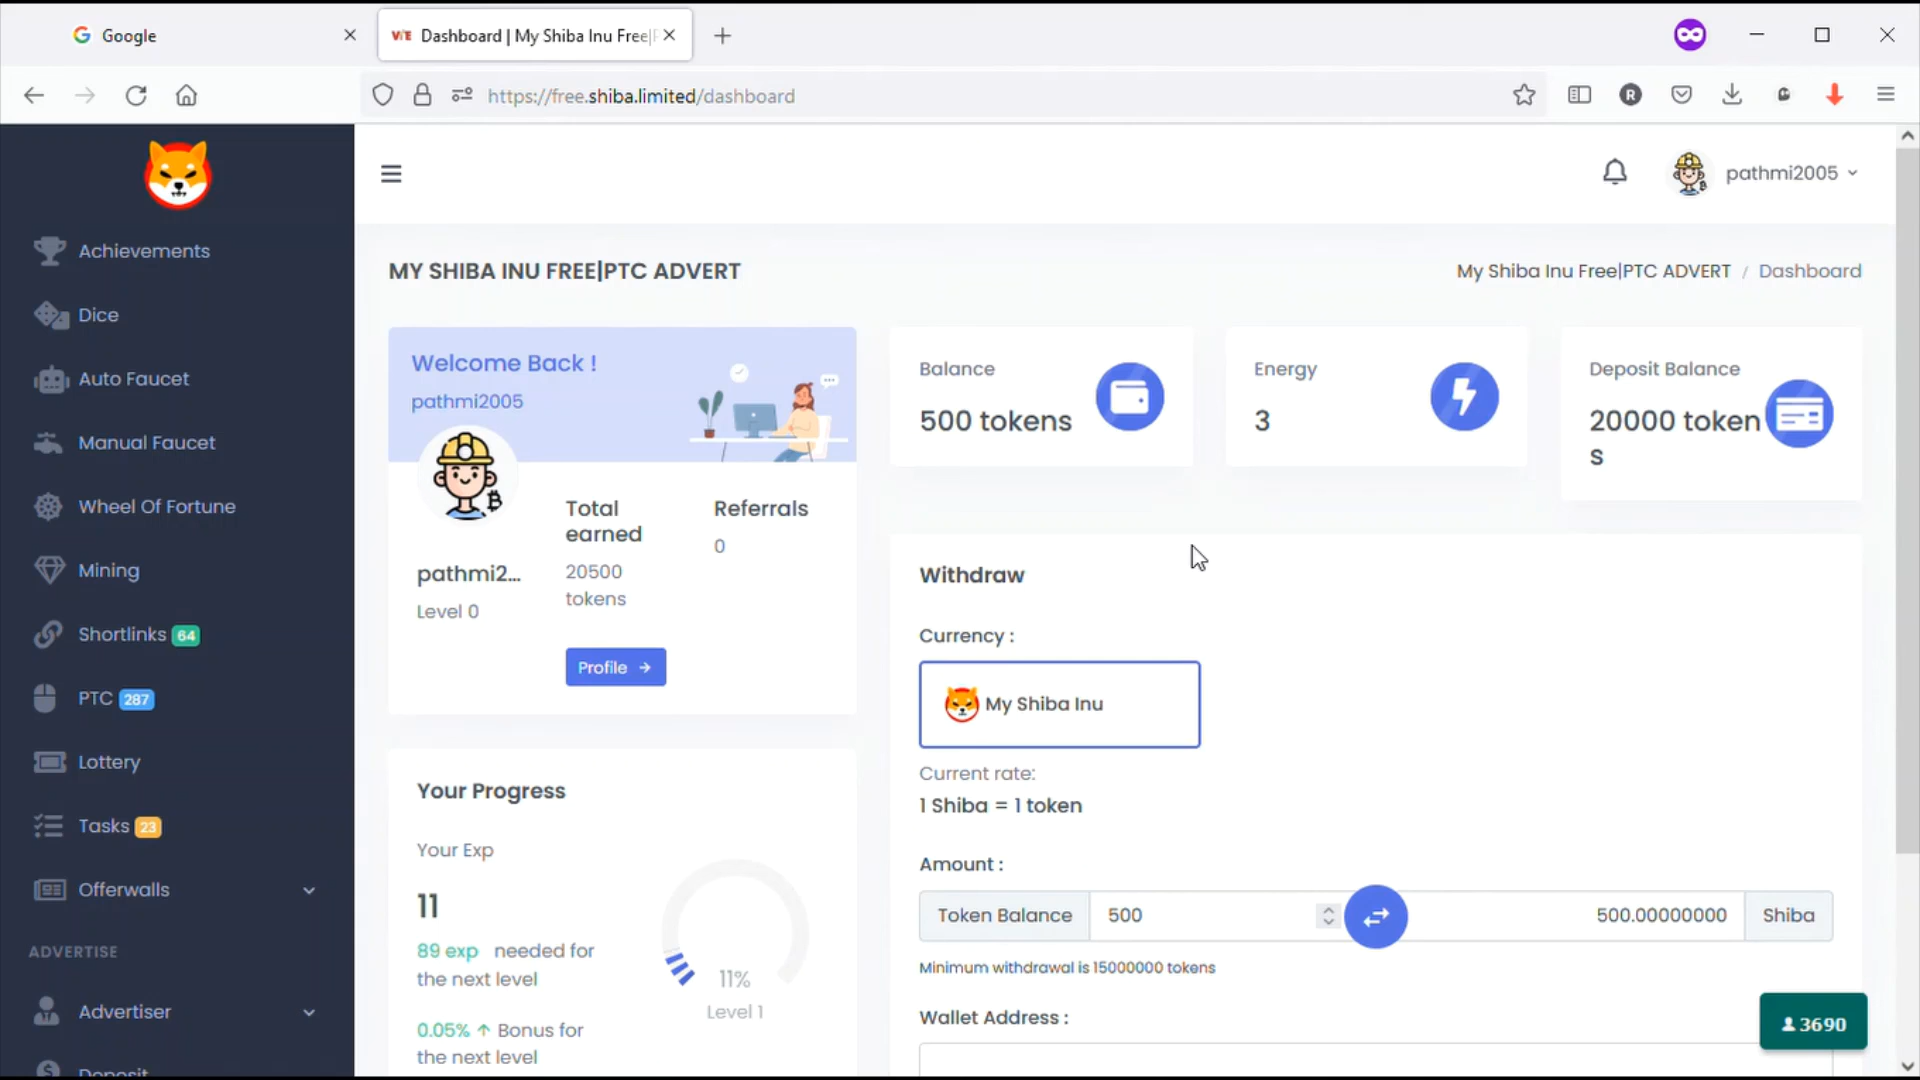 Google
V/E Dashboard | My Shiba Inu Free|
https://free.shiba.limited/dashboard
R
Achievements
Dice
Auto Faucet
Manual Faucet
Wheel Of Fortune
Mining
Shortlinks 64
PTC 287
Lottery
Tasks 23
Offerwalls
ADVERTISE
Advertiser
Deposit
pathmi2005
MY SHIBA INU FREE|PTC ADVERT
My Shiba Inu Free|PTC ADVERT / Dashboard
Welcome Back !
pathmi2005
pathmi2...
Level 0
Total
earned
20500
tokens
Referrals
0
Profile →
Balance
500 tokens
Energy
3
Deposit Balance
20000 token
s
Your Progress
Your Exp
11
89 exp needed for
the next level
0.05% ↑ Bonus for
the next level
11%
Level 1
Withdraw
Currency :
My Shiba Inu
Current rate:
1 Shiba = 1 token
Amount :
Token Balance 500 500.00000000 Shiba
Minimum withdrawal is 15000000 tokens
Wallet Address :
3690